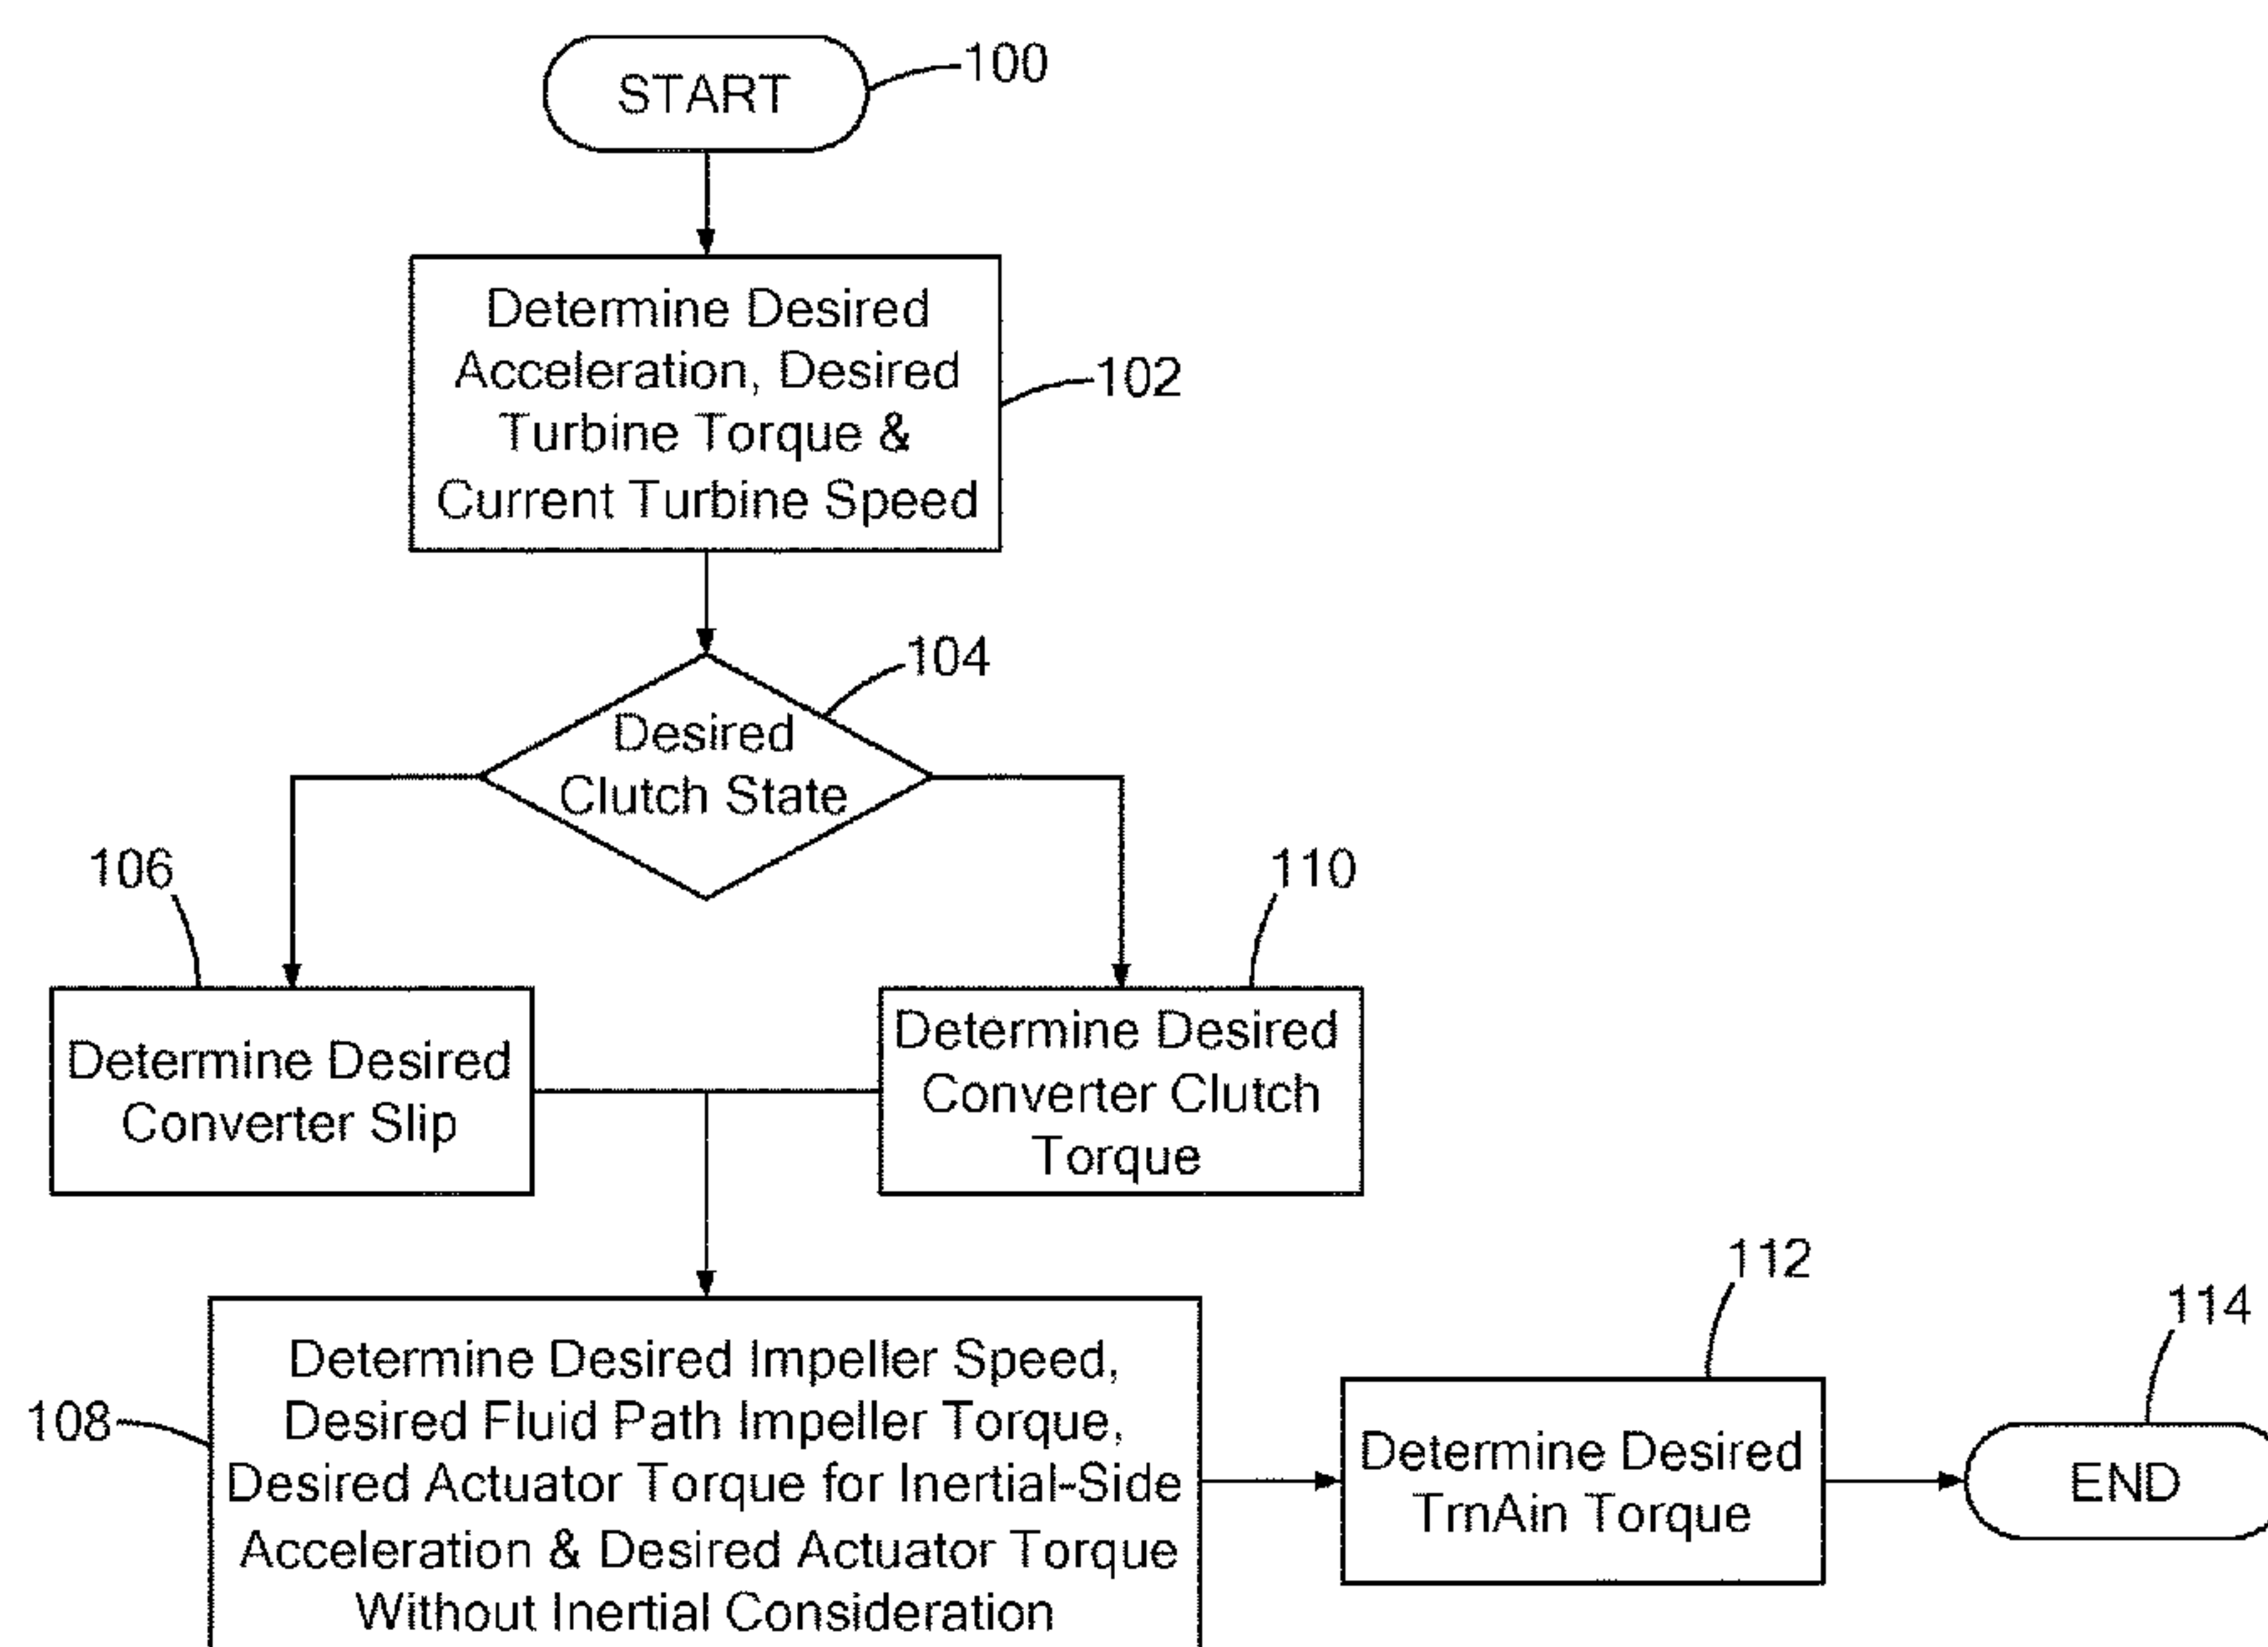 START
100
Determine Desired
Acceleration, Desired
Turbine Torque &
Current Turbine Speed
102
104
Desired
Clutch State
106
110
Determine Desired
Converter Slip
Determine Desired
Converter Clutch
Torque
108
Determine Desired Impeller Speed,
Desired Fluid Path Impeller Torque,
Desired Actuator Torque for Inertial-Side
Acceleration & Desired Actuator Torque
Without Inertial Consideration
112
Determine Desired
TrnAin Torque
114
END